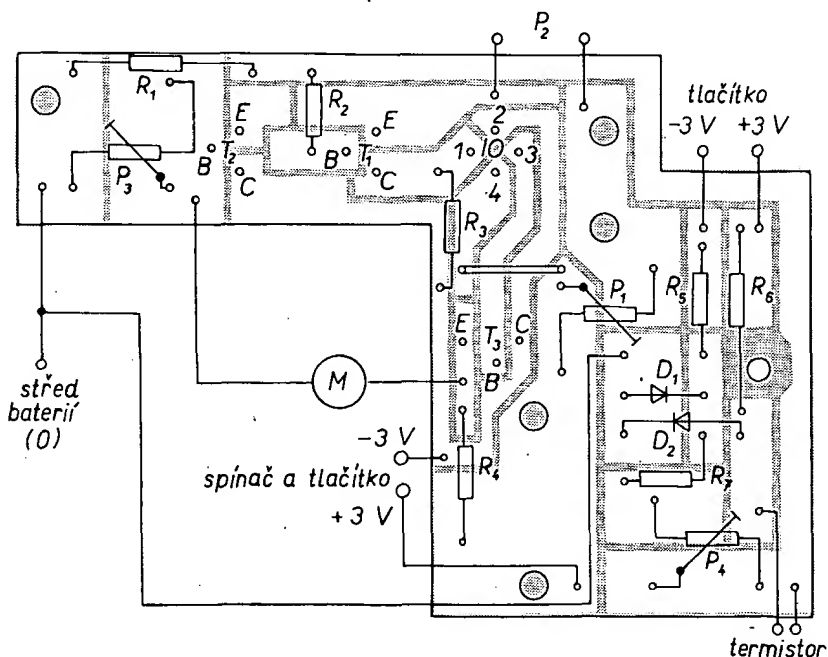 P2
R1
R2
tlačítko
-3 V +3 V
E
E
2
B T2
B T1
1 10 3
P3
C
C
4
R3
P1
R5
R6
E
T3 C
B
D1
M
střed
baterií
(0)
D2
-3 V
spínač a tlačítko
+3 V
R4
R7
P4
termistor